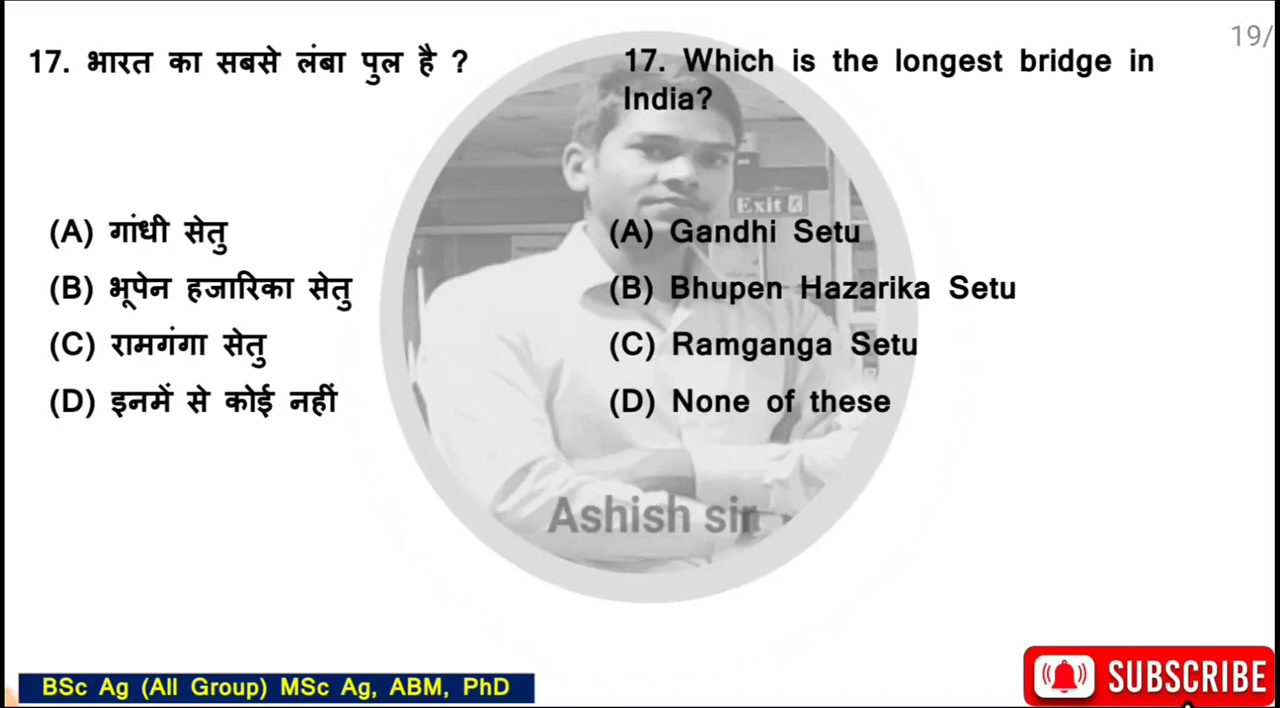 19/
17. भारत का सबसे लंबा पुल है ?
(A) गांधी सेतु
(B) भूपेन हजारिका सेतु
(C) रामगंगा सेतु
(D) इनमें से कोई नहीं
17. Which is the longest bridge in
India?
(A) Gandhi Setu
(B) Bhupen Hazarika Setu
(C) Ramganga Setu
(D) None of these
Exit
Ashish sir
BSc Ag (All Group) MSc Ag, ABM, PhD
SUBSCRIBE